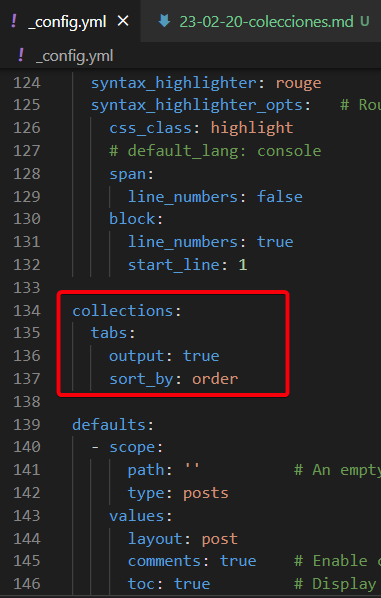 ! _config.yml × 23-02-20-colecciones.md U
! _config.yml
124 syntax_highlighter: rouge
125 syntax_highlighter_opts: # Rou
126 css_class: highlight
127 # default_lang: console
128 span:
129 line_numbers: false
130 block:
131 line_numbers: true
132 start_line: 1
133
134 collections:
135 tabs:
136 output: true
137 sort_by: order
138
139 defaults:
140 - scope:
141 path: '' # An empty
142 type: posts
143 values:
144 layout: post
145 comments: true # Enable c
146 toc: true # Display